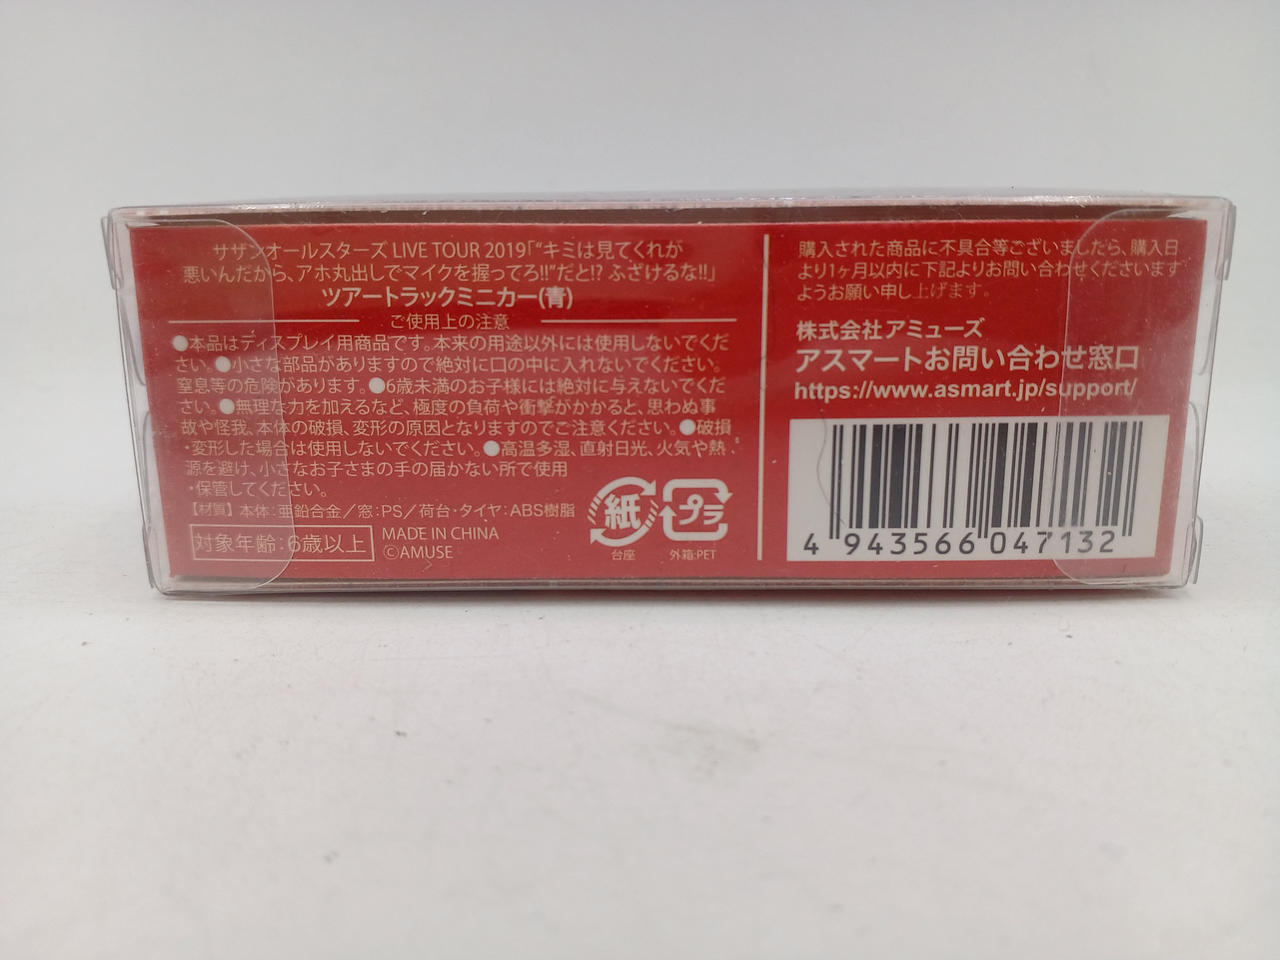 サザンオールスターズ LIVE TOUR 2019「“キミは見てくれが
悪いんだから、アホ丸出しでマイクを握ってろ!!”だと!? ふざけるな!!」
ツアートラックミニカー(青)
ご使用上の注意
●本品はディスプレイ用商品です。本来の用途以外には使用しないでくだ
さい。●小さな部品がありますので絶対に口の中に入れないでください。
窒息等の危険があります。●6歳未満のお子様には絶対に与えないでくだ
さい。●無理な力を加えるなど、極度の負荷や衝撃がかかると、思わぬ事
故や怪我、本体の破損、変形の原因となりますのでご注意ください。●破損
・変形した場合は使用しないでください。●高温多湿、直射日光、火気や熱
源を避け、小さなお子さまの手の届かない所で使用
・保管してください。
【材質】本体:亜鉛合金/窓:PS/荷台・タイヤ:ABS樹脂
対象年齢:6歳以上
MADE IN CHINA
©AMUSE
紙
台座
プラ
外箱:PET
購入された商品に不具合等ございましたら、購入日
より1ヶ月以内に下記よりお問い合わせくださいます
ようお願い申し上げます。
株式会社アミューズ
アスマートお問い合わせ窓口
https://www.asmart.jp/support/
4 943566 047132